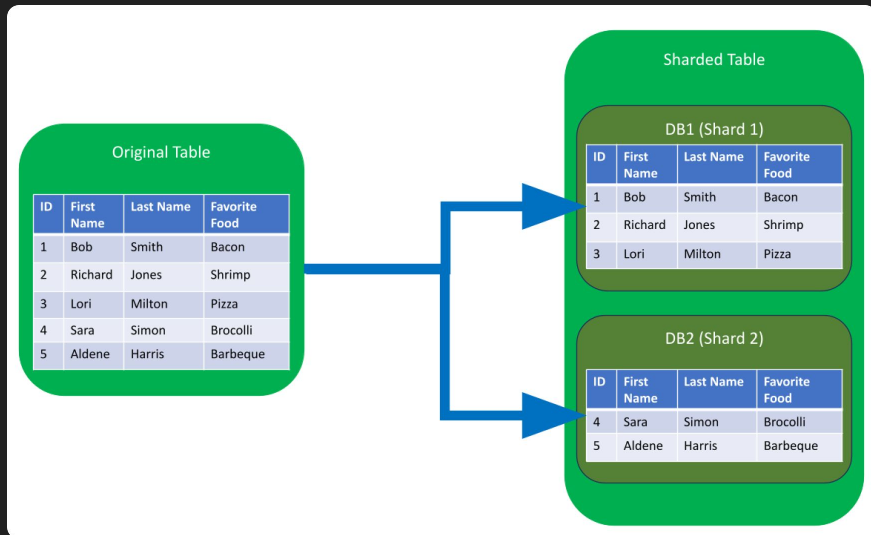 Original Table
ID First Name Last Name Favorite Food
1 Bob Smith Bacon
2 Richard Jones Shrimp
3 Lori Milton Pizza
4 Sara Simon Brocolli
5 Aldene Harris Barbeque
Sharded Table
DB1 (Shard 1)
ID First Name Last Name Favorite Food
1 Bob Smith Bacon
2 Richard Jones Shrimp
3 Lori Milton Pizza
DB2 (Shard 2)
ID First Name Last Name Favorite Food
4 Sara Simon Brocolli
5 Aldene Harris Barbeque